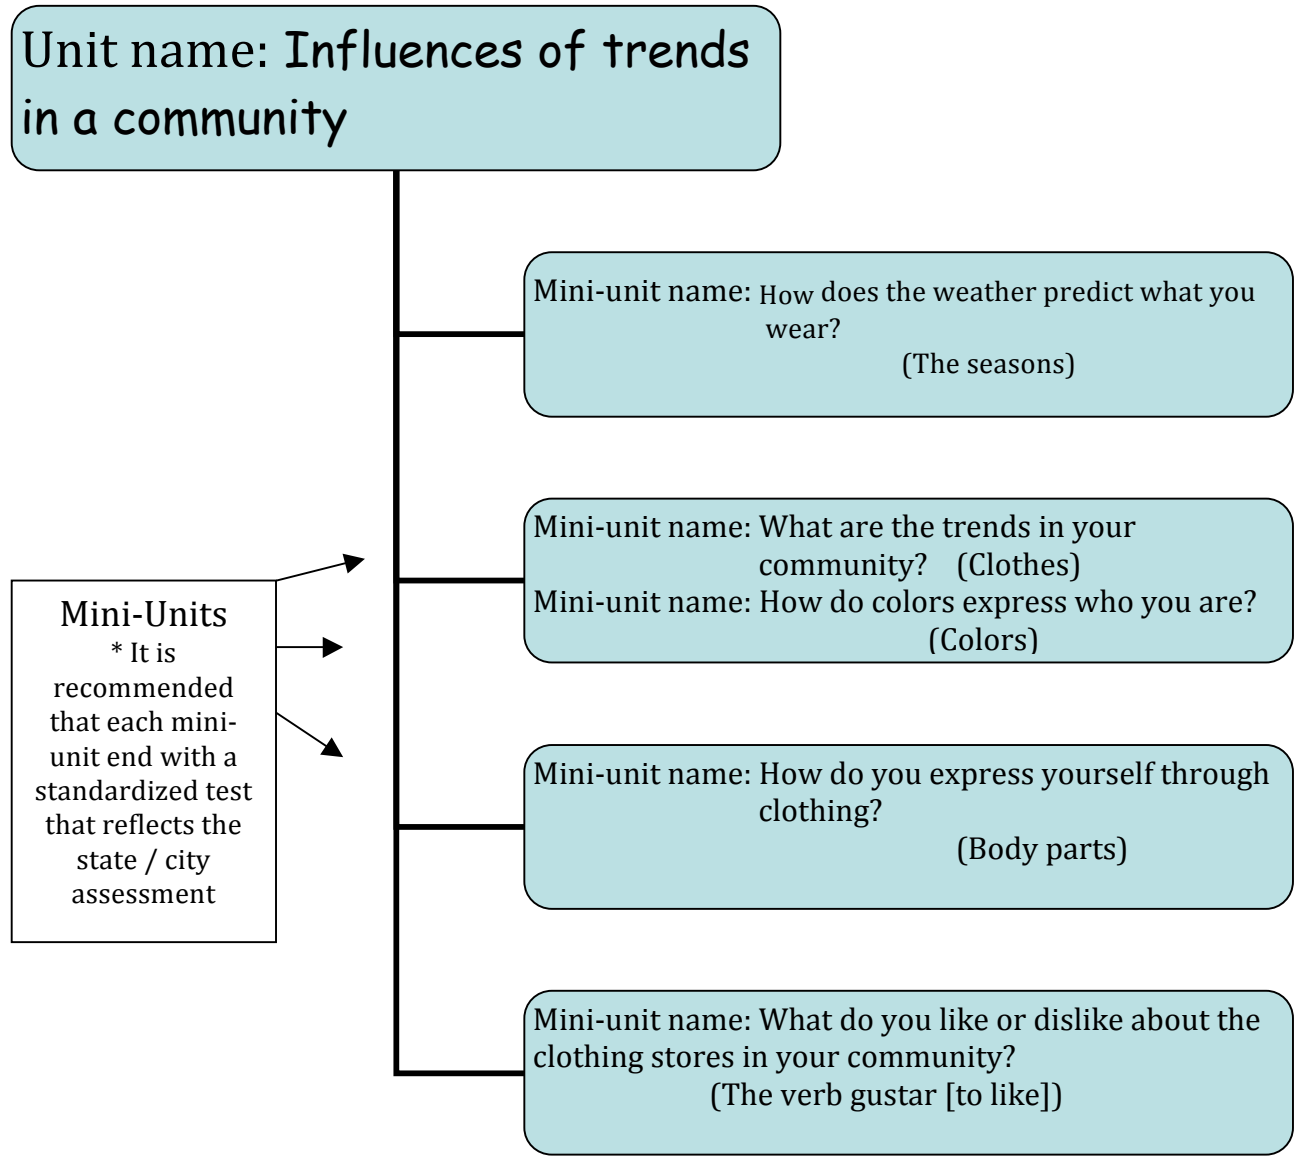 Unit name: Influences of trends
in a community
Mini-unit name: How does the weather predict what you
wear?
(The seasons)
Mini-unit name: What are the trends in your
community? (Clothes)
Mini-unit name: How do colors express who you are?
(Colors)
Mini-Units
* It is
recommended
that each mini-
unit end with a
standardized test
that reflects the
state / city
assessment
Mini-unit name: How do you express yourself through
clothing?
(Body parts)
Mini-unit name: What do you like or dislike about the
clothing stores in your community?
(The verb gustar [to like])